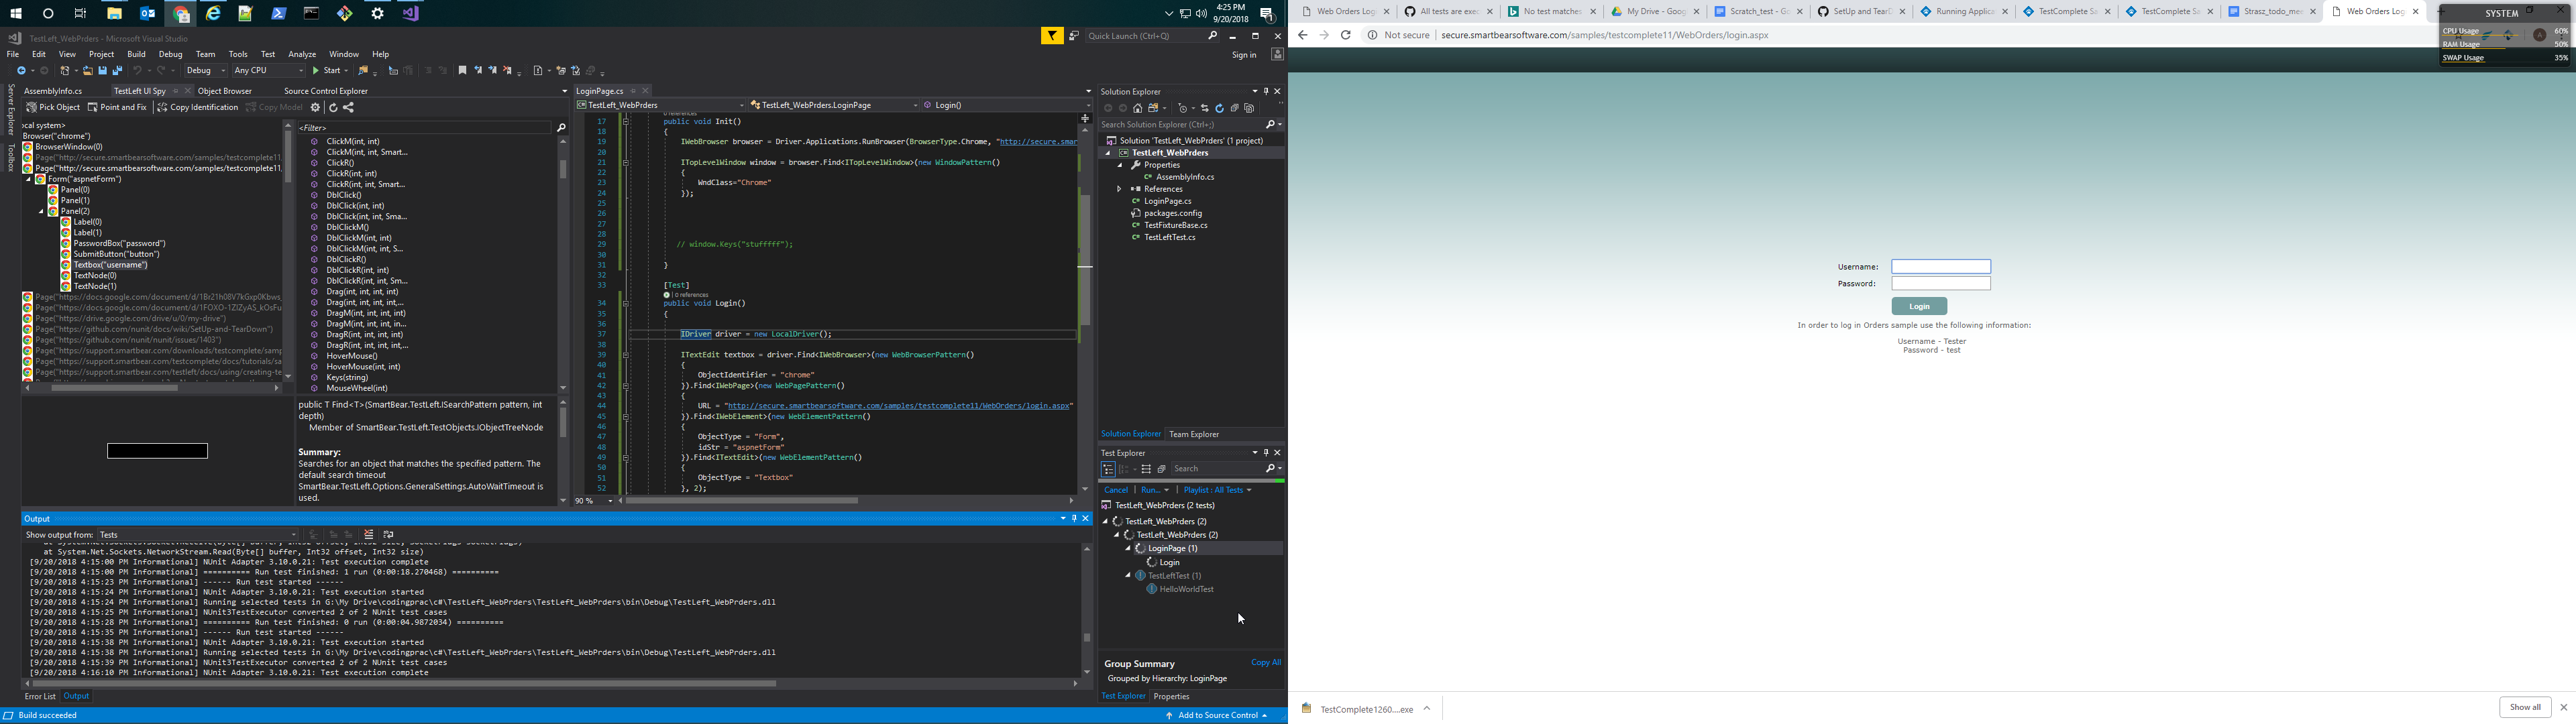 4:25 PM
9/20/2018
TestLeft_WebPrders - Microsoft Visual Studio
Quick Launch (Ctrl+Q)
File Edit View Project Build Debug Team Tools Test Analyze Window Help
Sign in
Debug Any CPU Start
Server Explorer
Toolbox
AssemblyInfo.cs TestLeft UI Spy Object Browser Source Control Explorer
Pick Object Point and Fix Copy Identification Copy Model
ocal system>
Browser("chrome")
BrowserWindow(0)
Page("http://secure.smartbearsoftware.com/samples/testcomplete11
Page("http://secure.smartbearsoftware.com/samples/testcomplete11
Form("aspnetForm")
Panel(0)
Panel(1)
Panel(2)
Label(0)
Label(1)
PasswordBox("password")
SubmitButton("button")
Textbox("username")
TextNode(0)
TextNode(1)
Page("https://drive.google.com/drive/u/0/my-drive")
Page("https://github.com/nunit/docs/wiki/SetUp-and-TearDown")
Page("https://github.com/nunit/nunit/issues/1403")
Page("https://support.smartbear.com/downloads/testcomplete/samp
Page("https://support.smartbear.com/testcomplete/docs/tutorials/sa
Page("https://support.smartbear.com/testleft/docs/using/creating-te
<Filter>
ClickM(int, int)
ClickM(int, int, Smart...
ClickR()
ClickR(int, int)
ClickR(int, int, Smart...
DblClick()
DblClick(int, int)
DblClick(int, int, Sma...
DblClickM()
DblClickM(int, int)
DblClickM(int, int, S...
DblClickR()
DblClickR(int, int)
DblClickR(int, int, Sm...
Drag(int, int, int, int)
Drag(int, int, int, int,...
DragM(int, int, int, int)
DragM(int, int, int, in...
DragR(int, int, int, int)
DragR(int, int, int, int,...
HoverMouse()
HoverMouse(int, int)
Keys(string)
MouseWheel(int)
public T Find<T>(SmartBear.TestLeft.ISearchPattern pattern, int
depth)
Member of SmartBear.TestLeft.TestObjects.IObjectTreeNode
Summary:
Searches for an object that matches the specified pattern. The
default search timeout
SmartBear.TestLeft.Options.GeneralSettings.AutoWaitTimeout is
used.
LoginPage.cs
TestLeft_WebPrders TestLeft_WebPrders.LoginPage Login()
0 references
17 public void Init()
18 {
19 IWebBrowser browser = Driver.Applications.RunBrowser(BrowserType.Chrome, "http://secure.smar
20
21 ITopLevelWindow window = browser.Find<ITopLevelWindow>(new WindowPattern()
22 {
23 WndClass="Chrome"
24 });
25
26
27
28
29 // window.Keys("stufffff");
30
31 }
32
33 [Test]
0 references
34 public void Login()
35 {
36
37 IDriver driver = new LocalDriver();
38
39 ITextEdit textbox = driver.Find<IWebBrowser>(new WebBrowserPattern()
40 {
41 ObjectIdentifier = "chrome"
42 }).Find<IWebPage>(new WebPagePattern()
43 {
44 URL = "http://secure.smartbearsoftware.com/samples/testcomplete11/WebOrders/login.aspx"
45 }).Find<IWebElement>(new WebElementPattern()
46 {
47 ObjectType = "Form",
48 idStr = "aspnetForm"
49 }).Find<ITextEdit>(new WebElementPattern()
50 {
51 ObjectType = "Textbox"
52 }, 2);
90 %
Solution Explorer
Search Solution Explorer (Ctrl+;)
Solution 'TestLeft_WebPrders' (1 project)
TestLeft_WebPrders
Properties
AssemblyInfo.cs
References
LoginPage.cs
packages.config
TestFixtureBase.cs
TestLeftTest.cs
Solution Explorer Team Explorer
Test Explorer
Search
Cancel Run... Playlist : All Tests
TestLeft_WebPrders (2 tests)
TestLeft_WebPrders (2)
TestLeft_WebPrders (2)
LoginPage (1)
Login
TestLeftTest (1)
HelloWorldTest
Group Summary Copy All
Grouped by Hierarchy: LoginPage
Test Explorer Properties
Output
Show output from: Tests
at System.Net.Sockets.NetworkStream.Read(Byte[] buffer, Int32 offset, Int32 size)
[9/20/2018 4:15:00 PM Informational] NUnit Adapter 3.10.0.21: Test execution complete
[9/20/2018 4:15:00 PM Informational] ========== Run test finished: 1 run (0:00:18.270468) ==========
[9/20/2018 4:15:23 PM Informational] ------ Run test started ------
[9/20/2018 4:15:24 PM Informational] NUnit Adapter 3.10.0.21: Test execution started
[9/20/2018 4:15:24 PM Informational] Running selected tests in G:\My Drive\codingprac\c#\TestLeft_WebPrders\TestLeft_WebPrders\bin\Debug\TestLeft_WebPrders.dll
[9/20/2018 4:15:25 PM Informational] NUnit3TestExecutor converted 2 of 2 NUnit test cases
[9/20/2018 4:15:28 PM Informational] ========== Run test finished: 0 run (0:00:04.9872034) ==========
[9/20/2018 4:15:35 PM Informational] ------ Run test started ------
[9/20/2018 4:15:38 PM Informational] NUnit Adapter 3.10.0.21: Test execution started
[9/20/2018 4:15:38 PM Informational] Running selected tests in G:\My Drive\codingprac\c#\TestLeft_WebPrders\TestLeft_WebPrders\bin\Debug\TestLeft_WebPrders.dll
[9/20/2018 4:15:39 PM Informational] NUnit3TestExecutor converted 2 of 2 NUnit test cases
[9/20/2018 4:16:10 PM Informational] NUnit Adapter 3.10.0.21: Test execution complete
Error List Output
Build succeeded Add to Source Control
Web Orders Log All tests are exec No test matches My Drive - Goog Scratch_test - Go SetUp and TearD Running Applica TestComplete Sa TestComplete Sa Strasz_todo_mee Web Orders Log
Not secure secure.smartbearsoftware.com/samples/testcomplete11/WebOrders/login.aspx
SYSTEM
CPU Usage 60%
RAM Usage 50%
SWAP Usage 35%
Username:
Password:
Login
In order to log in Orders sample use the following information:
Username - Tester
Password - test
TestComplete1260....exe
Show all